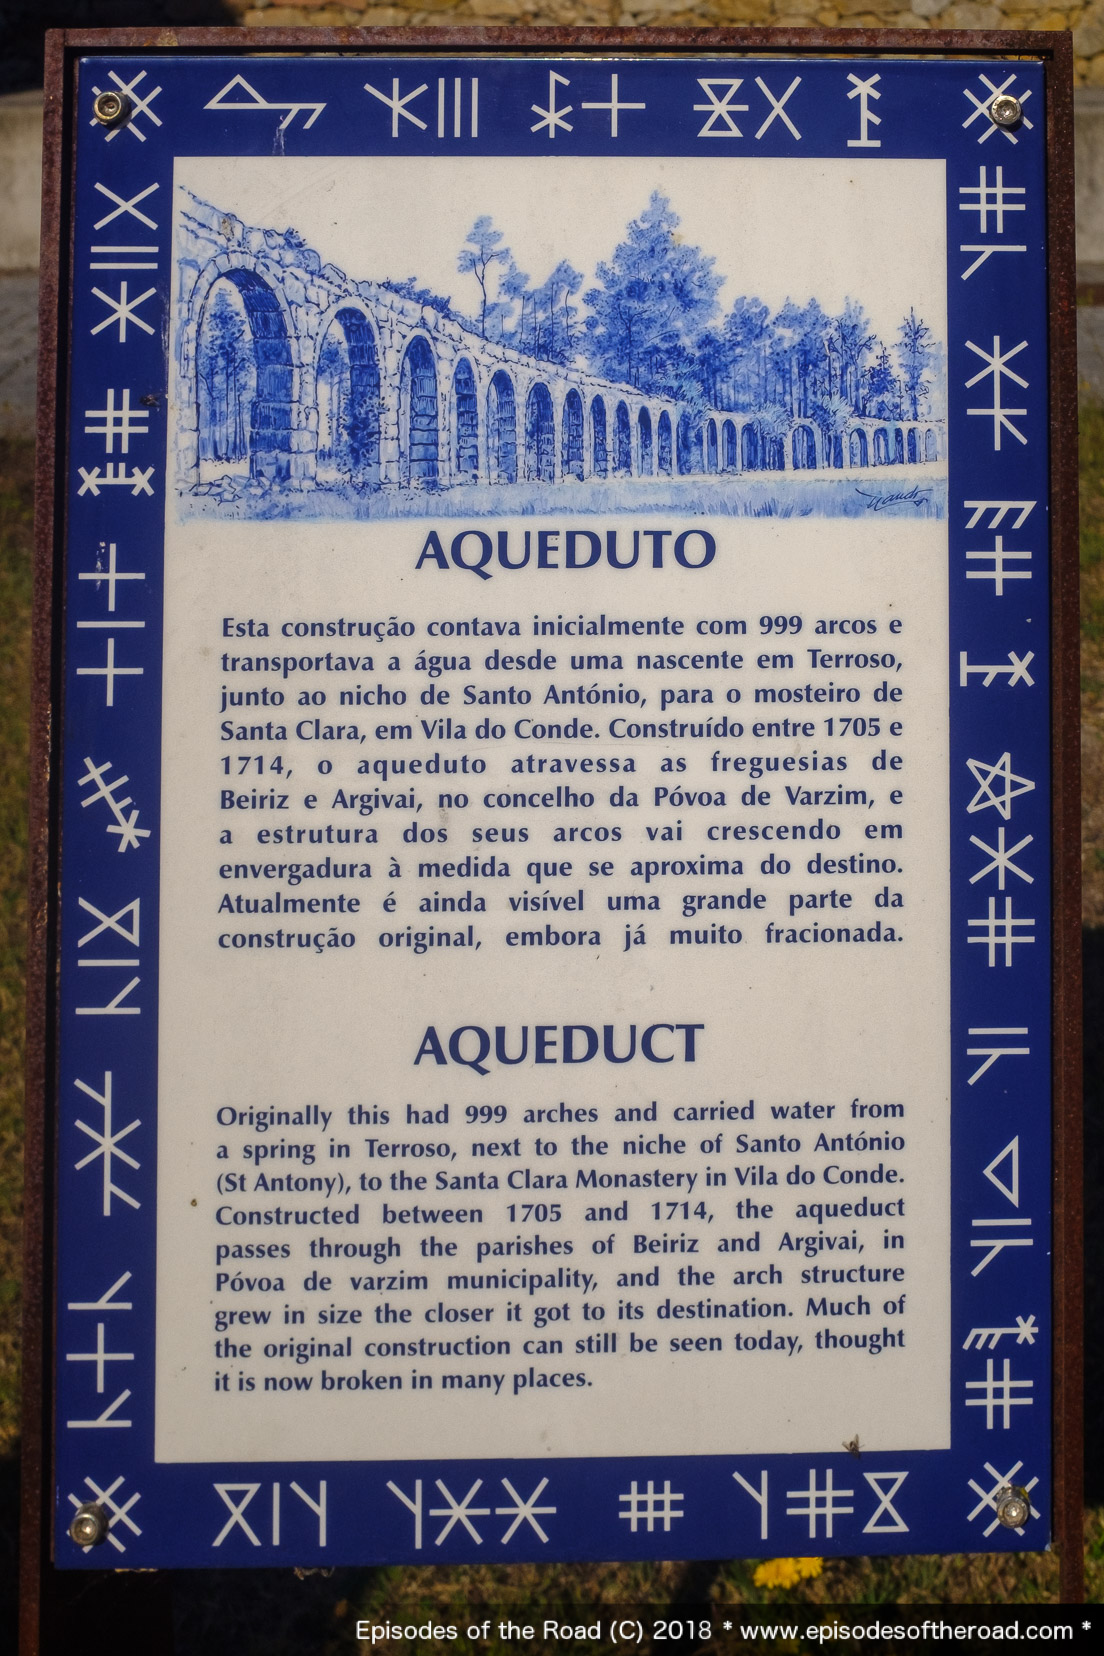 AQUEDUTO
Esta construção contava inicialmente com 999 arcos e
transportava a água desde uma nascente em Terroso,
junto ao nicho de Santo António, para o mosteiro de
Santa Clara, em Vila do Conde. Construído entre 1705 e
1714, o aqueduto atravessa as freguesias de
Beiriz e Argivai, no concelho da Póvoa de Varzim, e
a estrutura dos seus arcos vai crescendo em
envergadura à medida que se aproxima do destino.
Atualmente é ainda visível uma grande parte da
construção original, embora já muito fracionada.
AQUEDUCT
Originally this had 999 arches and carried water from
a spring in Terroso, next to the niche of Santo António
(St Antony), to the Santa Clara Monastery in Vila do Conde.
Constructed between 1705 and 1714, the aqueduct
passes through the parishes of Beiriz and Argivai, in
Póvoa de varzim municipality, and the arch structure
grew in size the closer it got to its destination. Much of
the original construction can still be seen today, thought
it is now broken in many places.
Episodes of the Road (C) 2018 * www.episodesoftheroad.com *